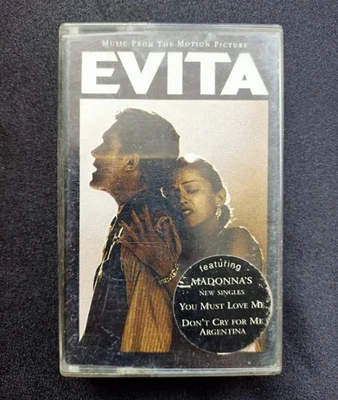 MUSIC FROM THE MOTION PICTURE
EVITA
featuring
MADONNA'S
NEW SINGLES
YOU MUST LOVE ME
DON'T CRY FOR ME
ARGENTINA